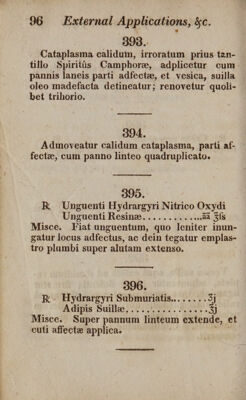 96 External Applications, &c.
393.
Cataplasma calidum, irroratum prius tan-
tillo Spiritûs Camphoræ, adplicetur cum
pannis laneis parti adfectæ, et vesica, suilla
oleo madefacta detineatur; renovetur quoli-
bet trihorio.
394.
Admoveatur calidum cataplasma, parti af-
fectæ, cum panno linteo quadruplicato.
395.
℞ Unguenti Hydrargyri Nitrico Oxydi
Unguenti Resinæ............āā ʒſs
Misce. Fiat unguentum, quo leniter inun-
gatur locus adfectus, ac dein tegatur emplas-
tro plumbi super alutam extenso.
396.
℞ Hydrargyri Submuriatis.......ʒj
Adipis Suillæ................ʒj
Misce. Super pannum linteum extende, et
cuti affectæ applica.